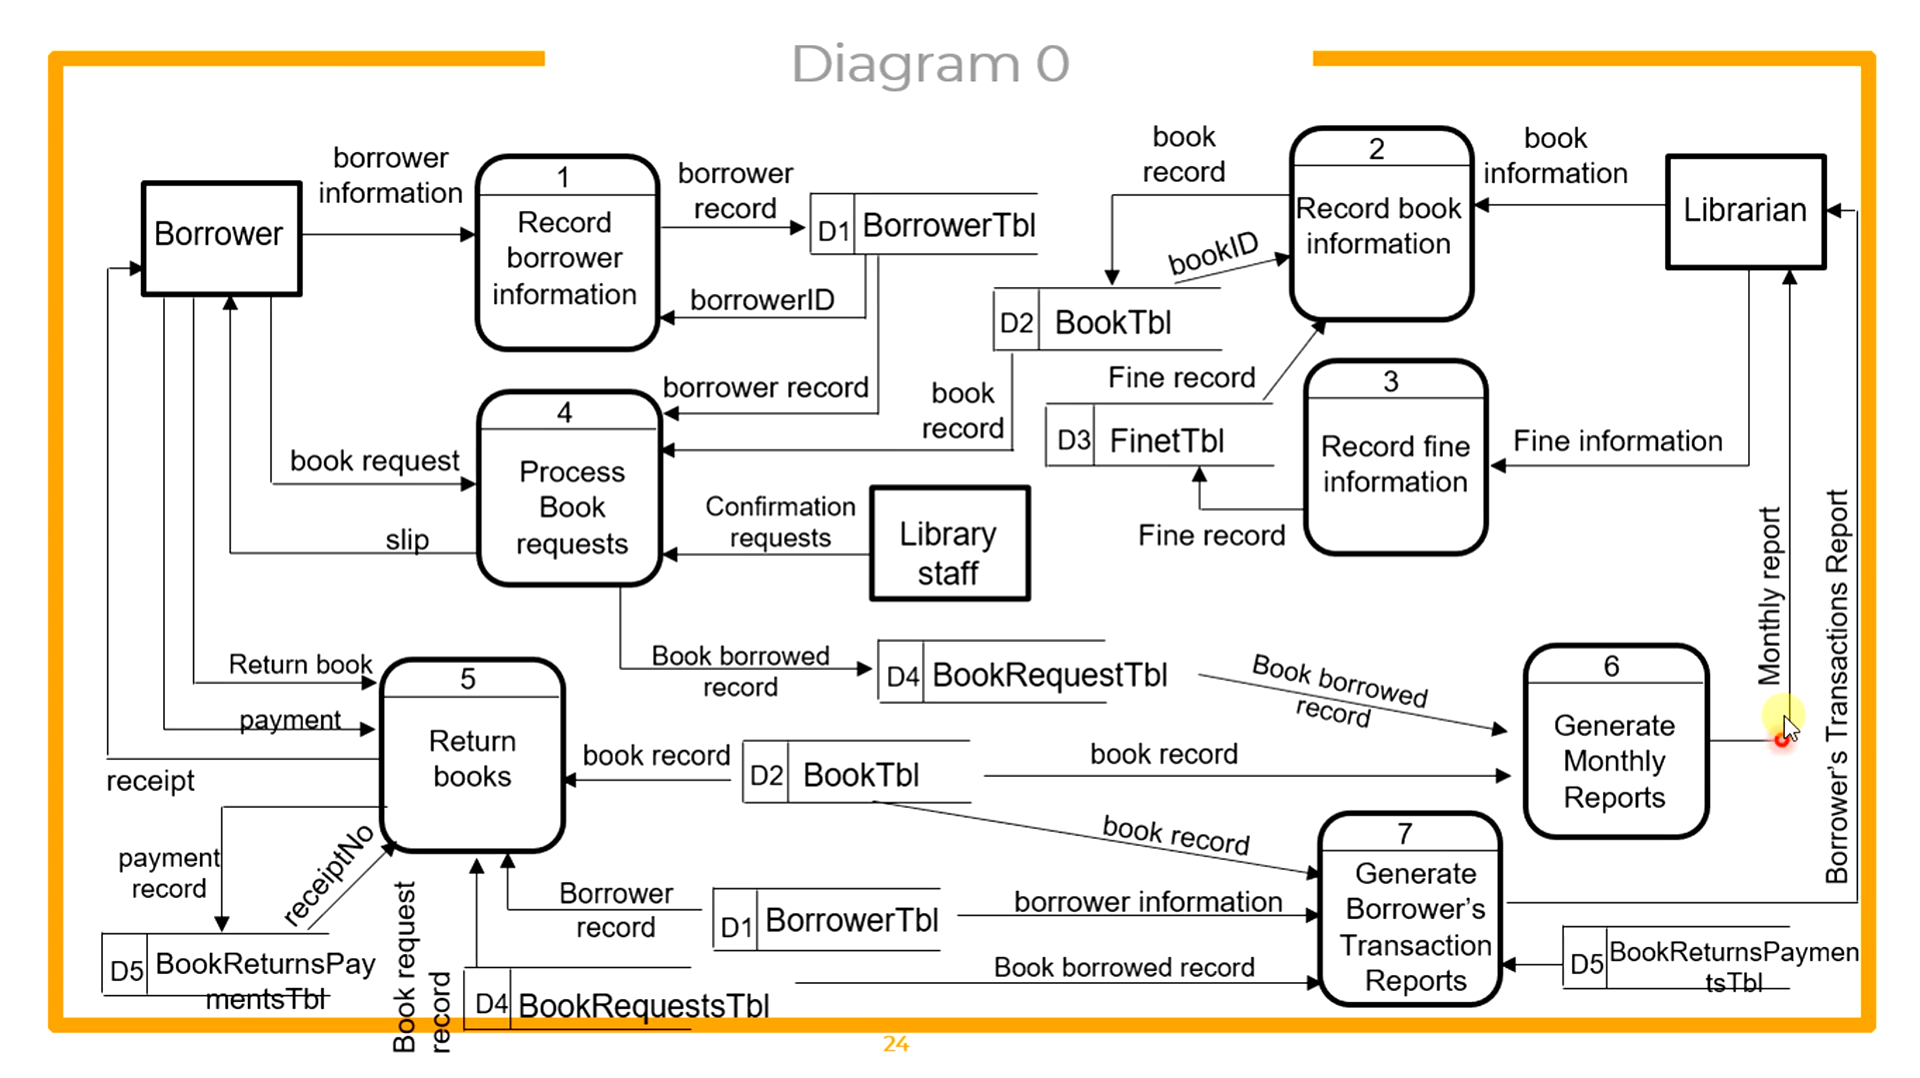 Diagram 0
borrower
information
Borrower
1
Record
borrower
information
borrower
record
D1 BorrowerTbl
borrowerID
borrower record
book
record
2
Record book
information
bookID
book
information
Librarian
D2 BookTbl
Fine record
book
record
D3 FinetTbl
3
Record fine
information
Fine information
Fine record
4
Process
Book
requests
book request
slip
Confirmation
requests
Library
staff
Book borrowed
record
D4 BookRequestTbl
Book borrowed
record
6
Generate
Monthly
Reports
Monthly report
Borrower's Transactions Report
Return book
payment
receipt
5
Return
books
book record
D2 BookTbl
book record
book record
payment
record
receiptNo
D5 BookReturnsPay
mentsTbl
Book request
record
Borrower
record
D1 BorrowerTbl
borrower information
7
Generate
Borrower's
Transaction
Reports
D4 BookRequestsTbl
Book borrowed record
D5 BookReturnsPaymen
tsTbl
24